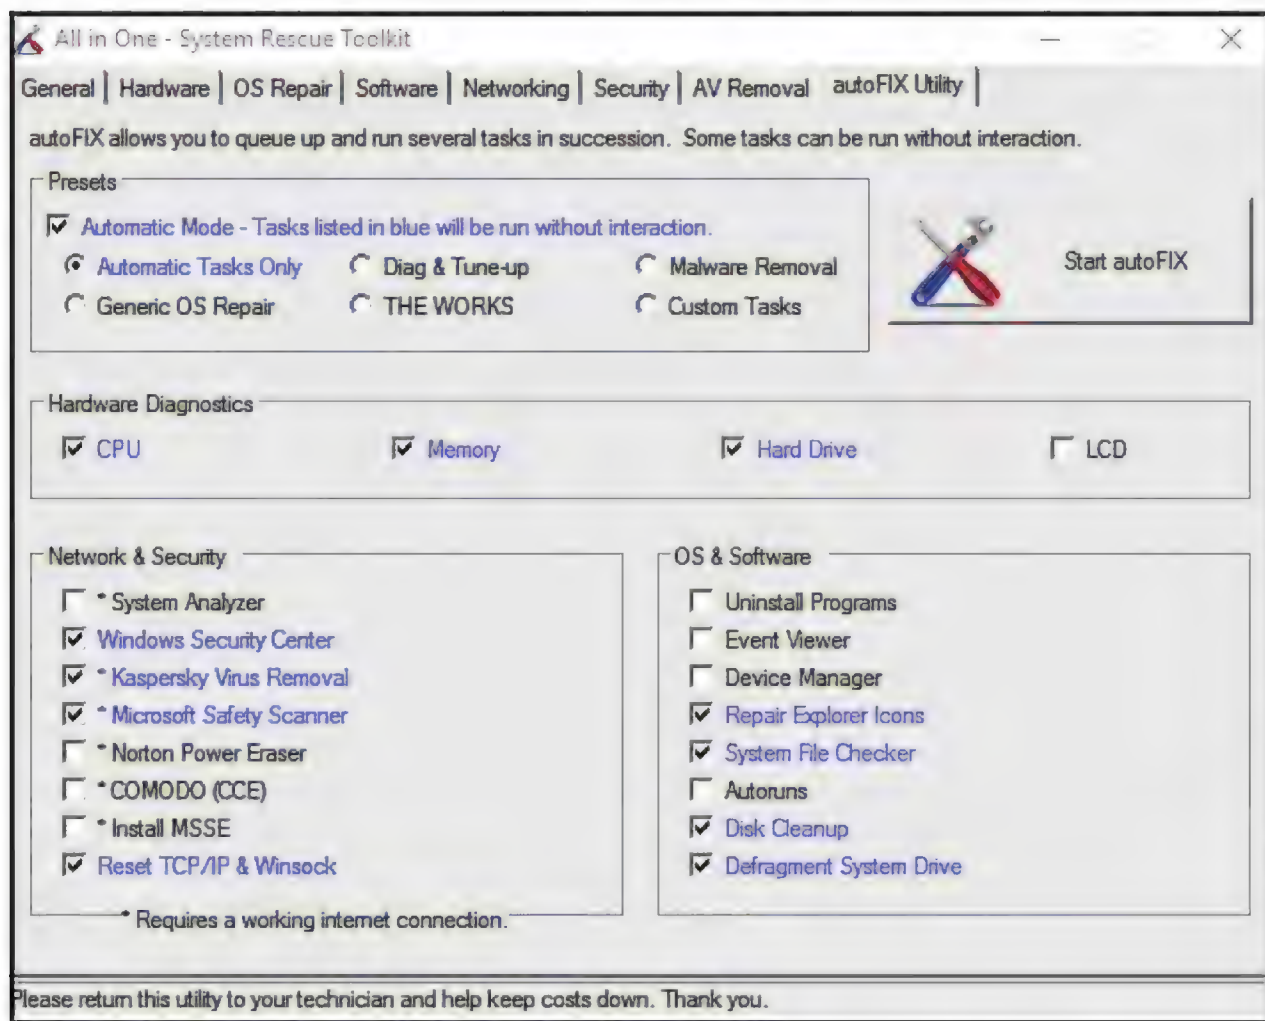 All in One - System Rescue Toolkit
General | Hardware | OS Repair | Software | Networking | Security | AV Removal autoFIX Utility
autoFIX allows you to queue up and run several tasks in succession. Some tasks can be run without interaction.
Presets
Automatic Mode - Tasks listed in blue will be run without interaction.
Automatic Tasks Only Diag & Tune-up Malware Removal
Generic OS Repair THE WORKS Custom Tasks
Start autoFIX
Hardware Diagnostics
CPU Memory Hard Drive LCD
Network & Security
* System Analyzer
Windows Security Center
* Kaspersky Virus Removal
* Microsoft Safety Scanner
* Norton Power Eraser
* COMODO (CCE)
* Install MSSE
Reset TCP/IP & Winsock
* Requires a working internet connection.
OS & Software
Uninstall Programs
Event Viewer
Device Manager
Repair Explorer Icons
System File Checker
Autoruns
Disk Cleanup
Defragment System Drive
Please return this utility to your technician and help keep costs down. Thank you.